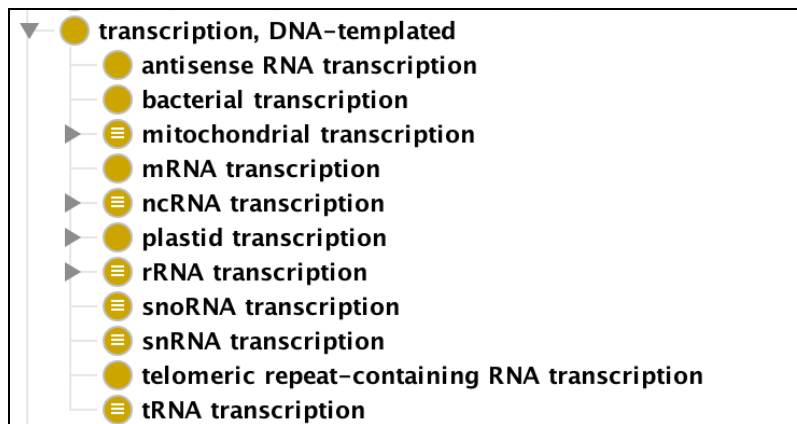 transcription, DNA-templated
antisense RNA transcription
bacterial transcription
mitochondrial transcription
mRNA transcription
ncRNA transcription
plastid transcription
rRNA transcription
snoRNA transcription
snRNA transcription
telomeric repeat-containing RNA transcription
tRNA transcription